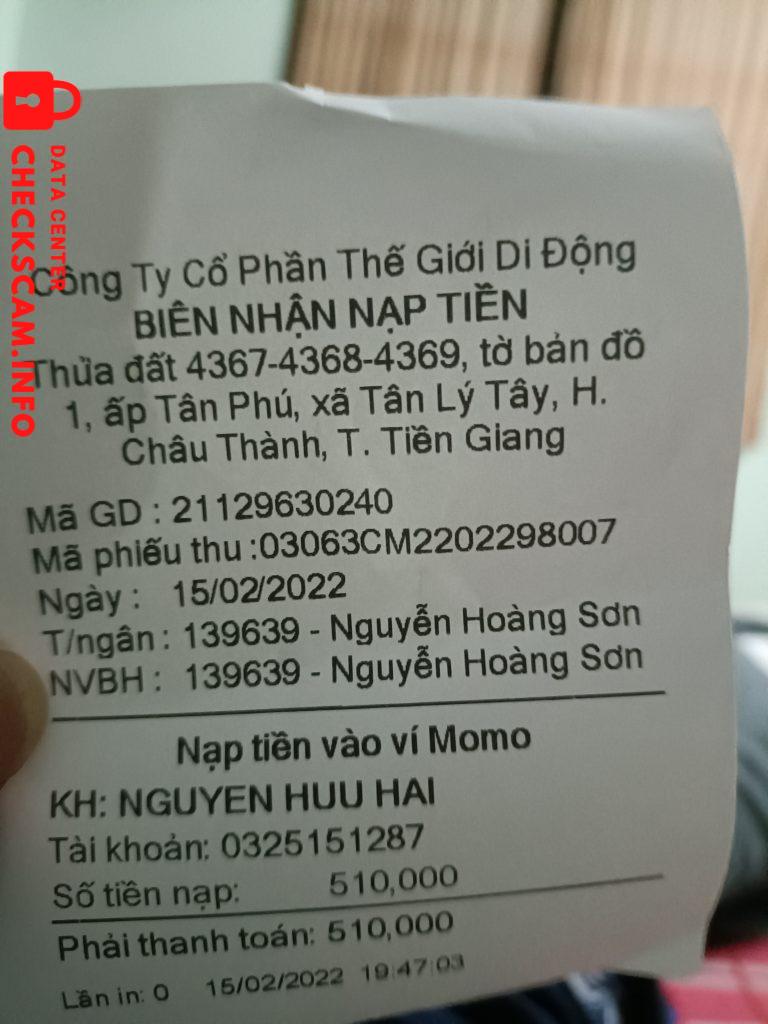 DATA CENTER
CHECKSCAM.INFO
Công Ty Cổ Phần Thế Giới Di Động
BIÊN NHẬN NẠP TIỀN
Thửa đất 4367-4368-4369, tờ bản đồ
1, ấp Tân Phú, xã Tân Lý Tây, H.
Châu Thành, T. Tiền Giang
Mã GD : 21129630240
Mã phiếu thu :03063CM2202298007
Ngày : 15/02/2022
T/ngân : 139639 - Nguyễn Hoàng Sơn
NVBH : 139639 - Nguyễn Hoàng Sơn
Nạp tiền vào ví Momo
KH: NGUYEN HUU HAI
Tài khoản: 0325151287
Số tiền nạp: 510,000
Phải thanh toán: 510,000
Lần in: 0 15/02/2022 19:47:03